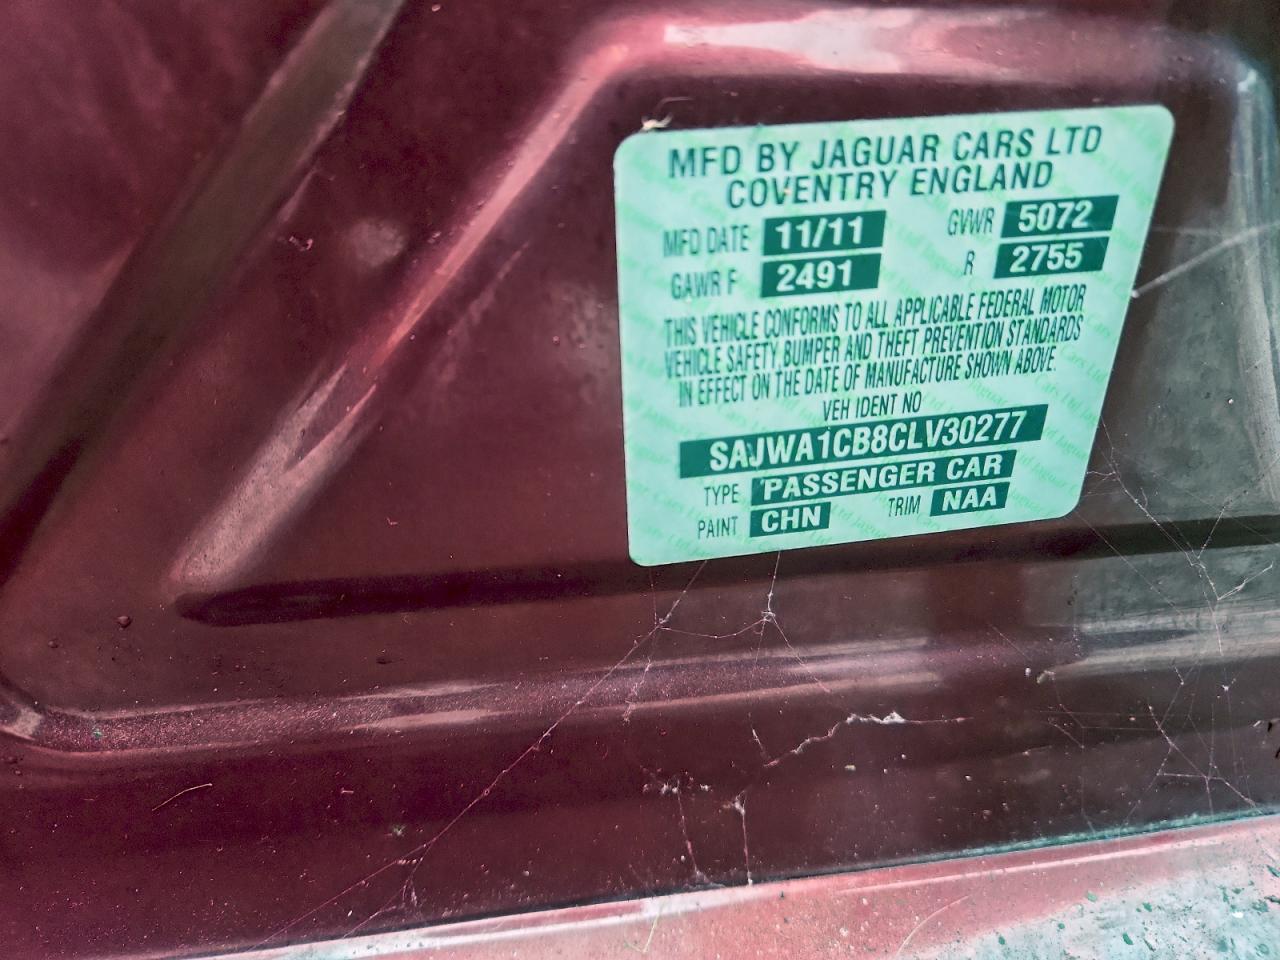 MFD BY JAGUAR CARS LTD
COVENTRY ENGLAND
MFD DATE 11/11 GVWR 5072
GAWR F 2491 R 2755
THIS VEHICLE CONFORMS TO ALL APPLICABLE FEDERAL MOTOR
VEHICLE SAFETY, BUMPER AND THEFT PREVENTION STANDARDS
IN EFFECT ON THE DATE OF MANUFACTURE SHOWN ABOVE.
VEH IDENT NO
SAJWA1CB8CLV30277
TYPE PASSENGER CAR
PAINT CHN TRIM NAA